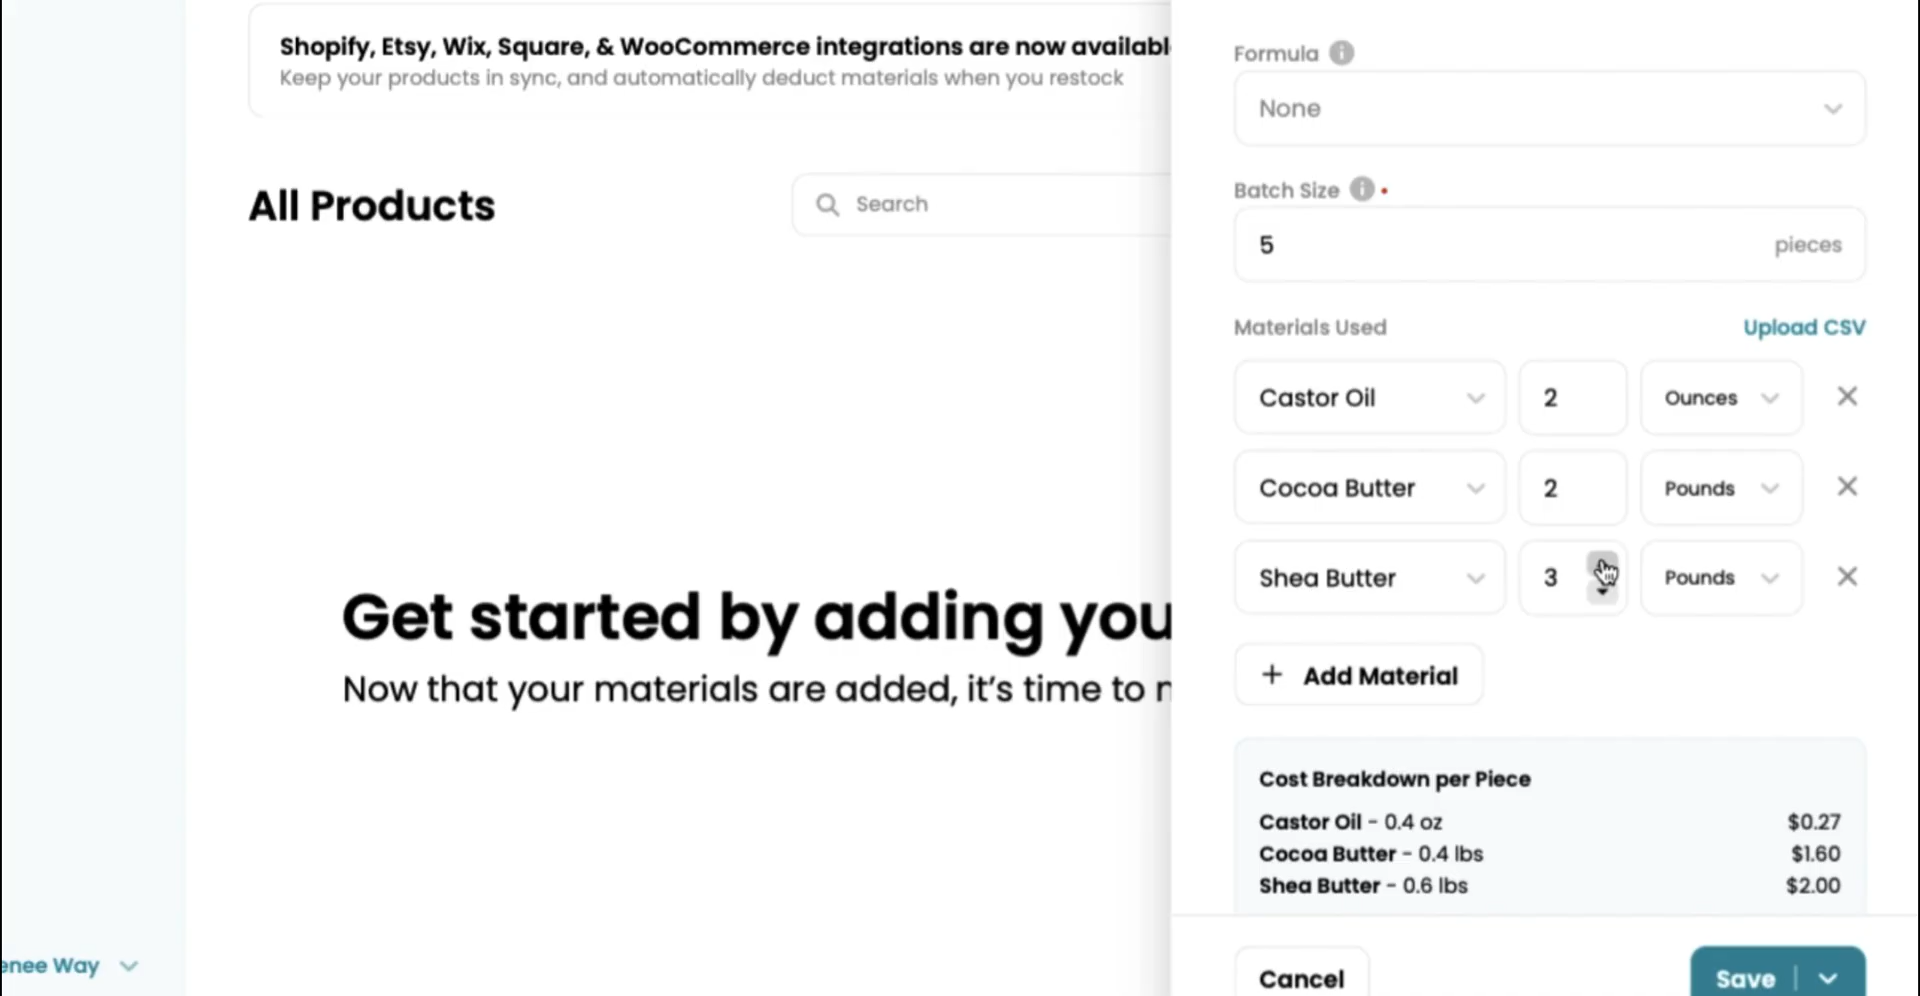 Shopify, Etsy, Wix, Square, & WooCommerce integrations are now availabl
Keep your products in sync, and automatically deduct materials when you restock
All Products
Search
Get started by adding you
Now that your materials are added, it’s time to
enee Way
Formula
None
Batch Size
5 pieces
Materials Used Upload CSV
Castor Oil 2 Ounces
Cocoa Butter 2 Pounds
Shea Butter 3 Pounds
+ Add Material
Cost Breakdown per Piece
Castor Oil - 0.4 oz $0.27
Cocoa Butter - 0.4 lbs $1.60
Shea Butter - 0.6 lbs $2.00
Cancel Save